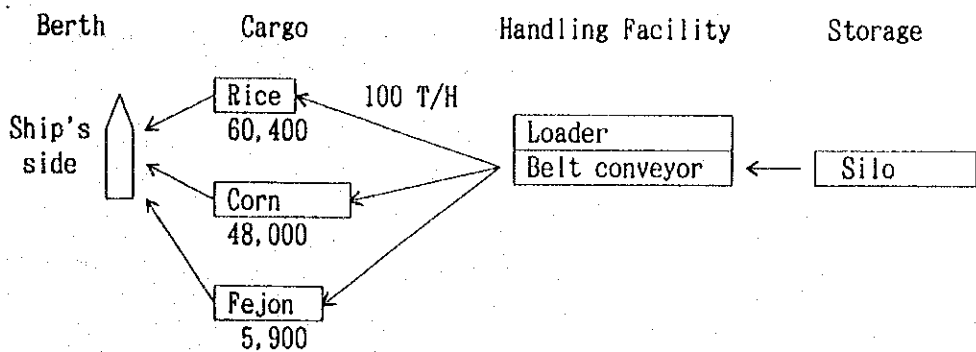 Berth Cargo Handling Facility Storage
Rice 100 T/H
60,400
Ship's side
Loader
Belt conveyor
Silo
Corn
48,000
Fejon
5,900